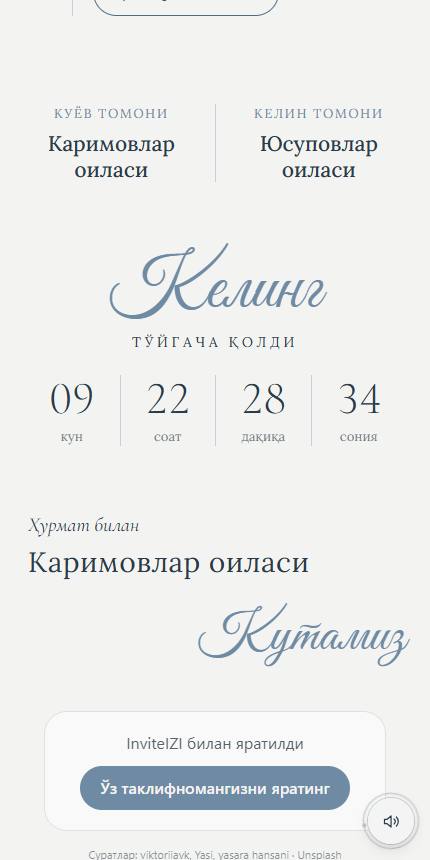 КУЁВ ТОМОНИ
Каримовлар
оиласи
КЕЛИН ТОМОНИ
Юсуповлар
оиласи
Келинг
ТЎЙГАЧА ҚОЛДИ
09 22 28 34
кун соат дақиқа сония
Ҳурмат билан
Каримовлар оиласи
Кутамиз
InviteIZI билан яратилди
Ўз таклифномангизни яратинг
Суратлар: viktoriiavk, Yasi, yasara hansani · Unsplash